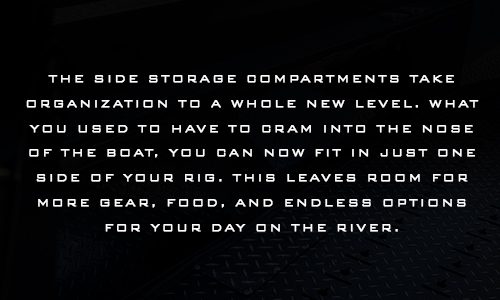 THE SIDE STORAGE COMPARTMENTS TAKE
ORGANIZATION TO A WHOLE NEW LEVEL. WHAT
YOU USED TO HAVE TO CRAM INTO THE NOSE
OF THE BOAT, YOU CAN NOW FIT IN JUST ONE
SIDE OF YOUR RIG. THIS LEAVES ROOM FOR
MORE GEAR, FOOD, AND ENDLESS OPTIONS
FOR YOUR DAY ON THE RIVER.